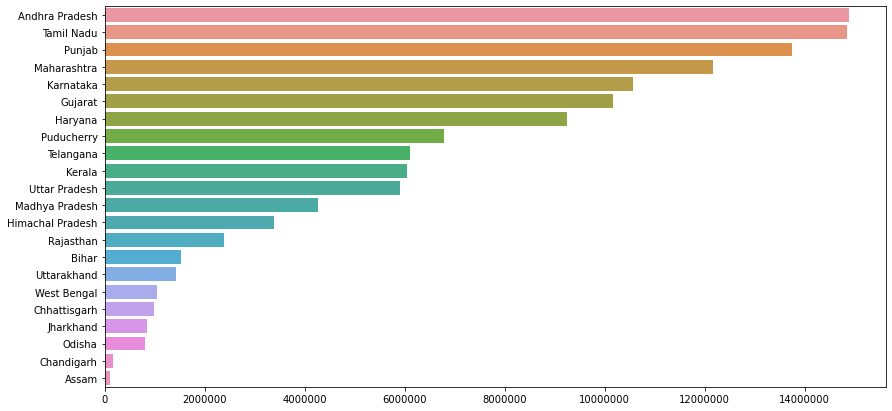 Andhra Pradesh
Tamil Nadu
Punjab
Maharashtra
Karnataka
Gujarat
Haryana
Puducherry
Telangana
Kerala
Uttar Pradesh
Madhya Pradesh
Himachal Pradesh
Rajasthan
Bihar
Uttarakhand
West Bengal
Chhattisgarh
Jharkhand
Odisha
Chandigarh
Assam
0 2000000 4000000 6000000 8000000 10000000 12000000 14000000